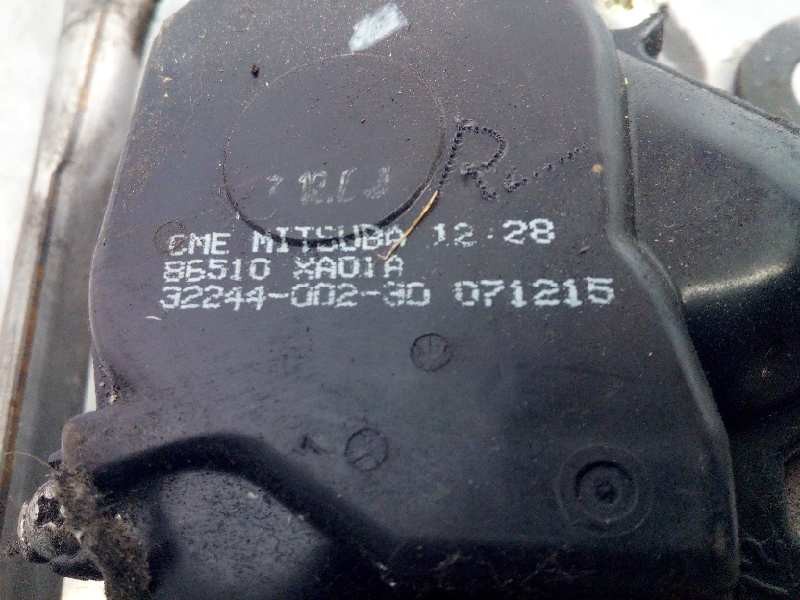 R
CME MITSUBA 12:28
86510 XA01A
32244-002-30 071215